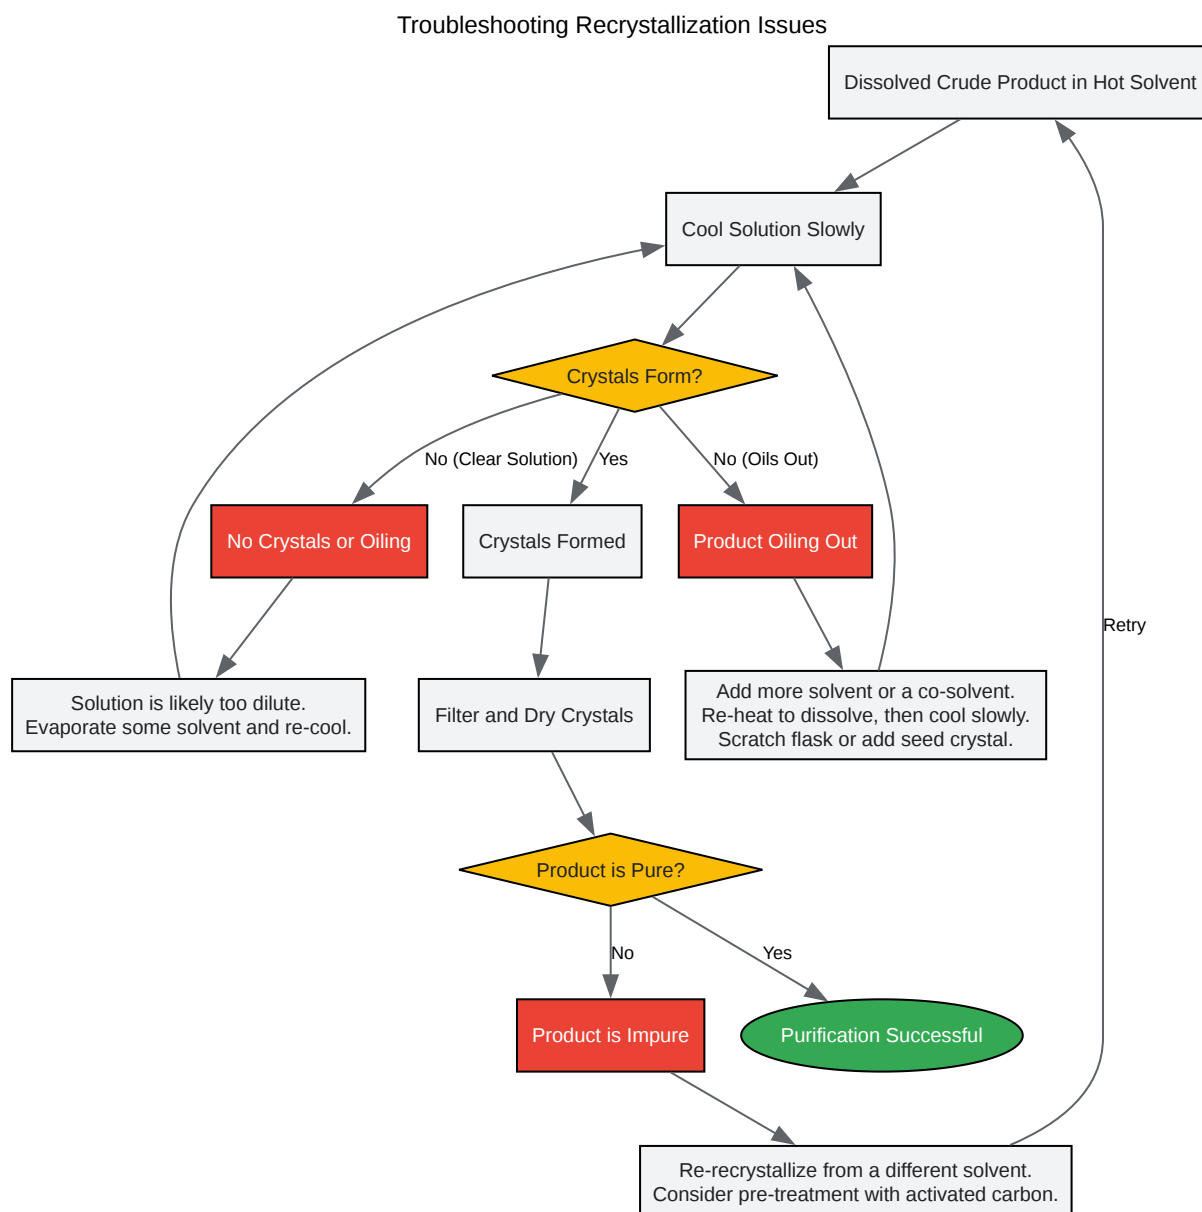 Troubleshooting Recrystallization Issues
Dissolved Crude Product in Hot Solvent
Cool Solution Slowly
Crystals Form?
No (Clear Solution)
Yes
No (Oils Out)
No Crystals or Oiling
Crystals Formed
Product Oiling Out
Retry
Solution is likely too dilute.
Evaporate some solvent and re-cool.
Filter and Dry Crystals
Add more solvent or a co-solvent.
Re-heat to dissolve, then cool slowly.
Scratch flask or add seed crystal.
Product is Pure?
No
Yes
Product is Impure
Purification Successful
Re-recrystallize from a different solvent.
Consider pre-treatment with activated carbon.